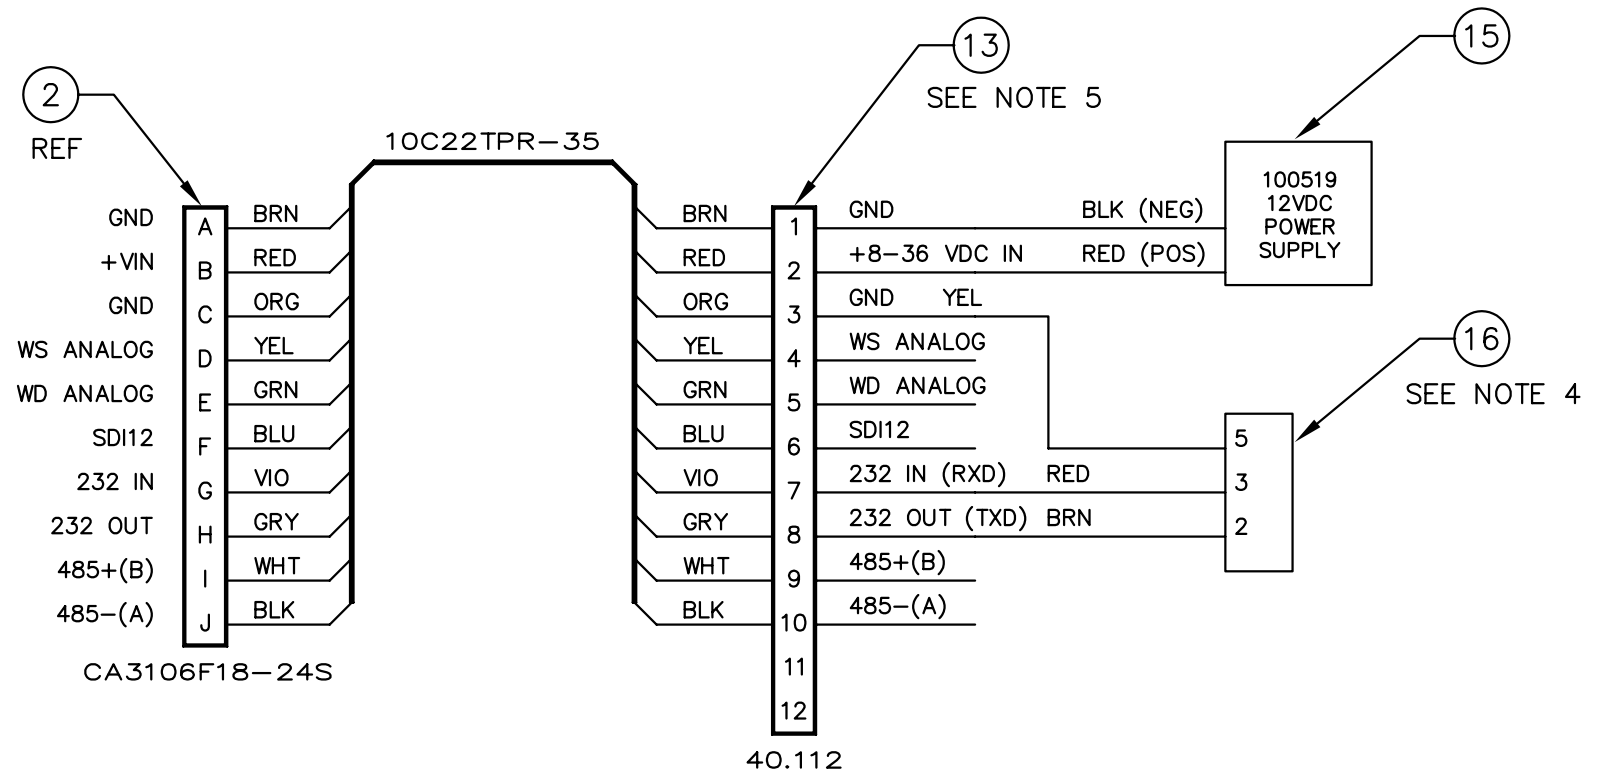 2
REF
10C22TPR-35
13
SEE NOTE 5
15
100519
12VDC
POWER
SUPPLY
GND A BRN BRN 1 GND BLK (NEG)
+VIN B RED RED 2 +8-36 VDC IN RED (POS)
GND C ORG ORG 3 GND YEL
WS ANALOG D YEL YEL 4 WS ANALOG
WD ANALOG E GRN GRN 5 WD ANALOG
SDI12 F BLU BLU 6 SDI12 5
232 IN G VIO VIO 7 232 IN (RXD) RED 3
232 OUT H GRY GRY 8 232 OUT (TXD) BRN 2
485+(B) I WHT WHT 9 485+(B)
485-(A) J BLK BLK 10 485-(A)
11
12
16
SEE NOTE 4
CA3106F18-24S
40.112